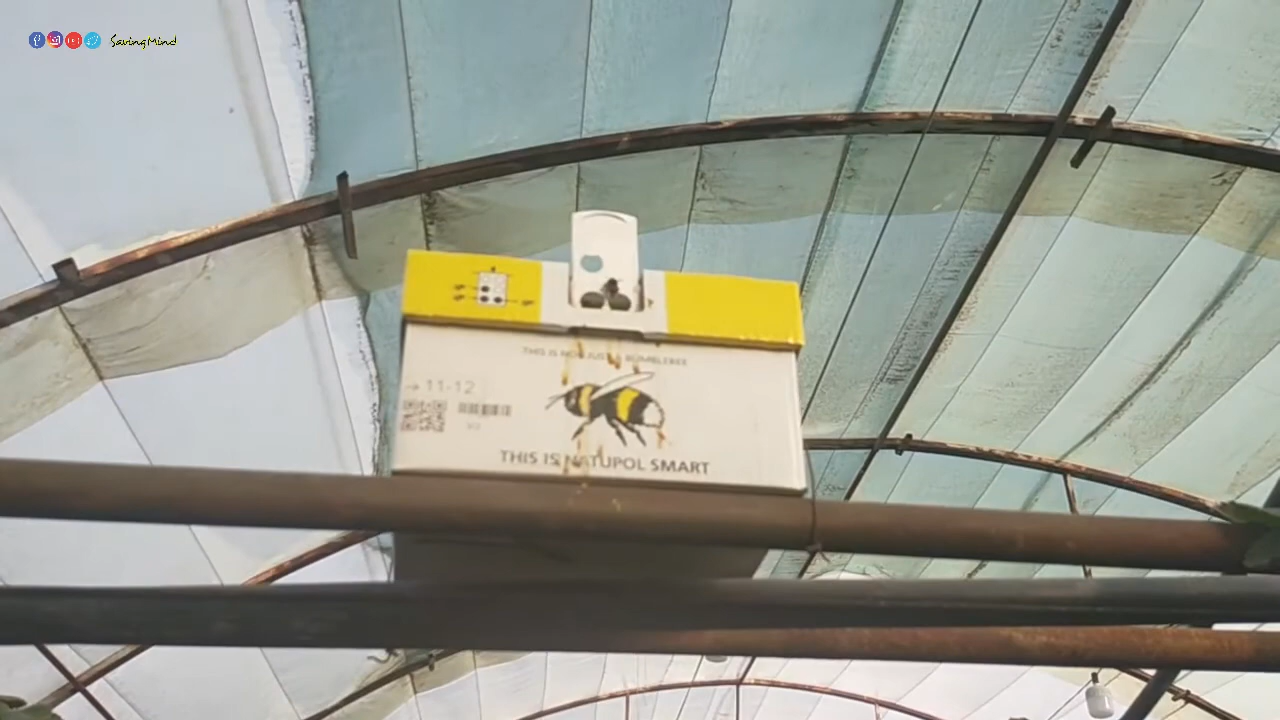 SavingMind
THIS IS NOT JUST A BUMBLEBEE
→ 11-12
THIS IS NATUPOL SMART